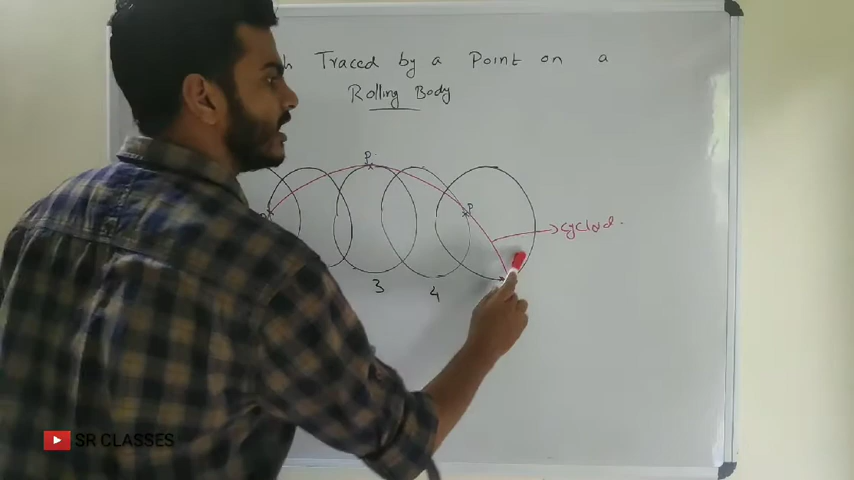 Traced by a Point on a
Rolling Body
P
P
cycloid.
3
4
SR CLASSES